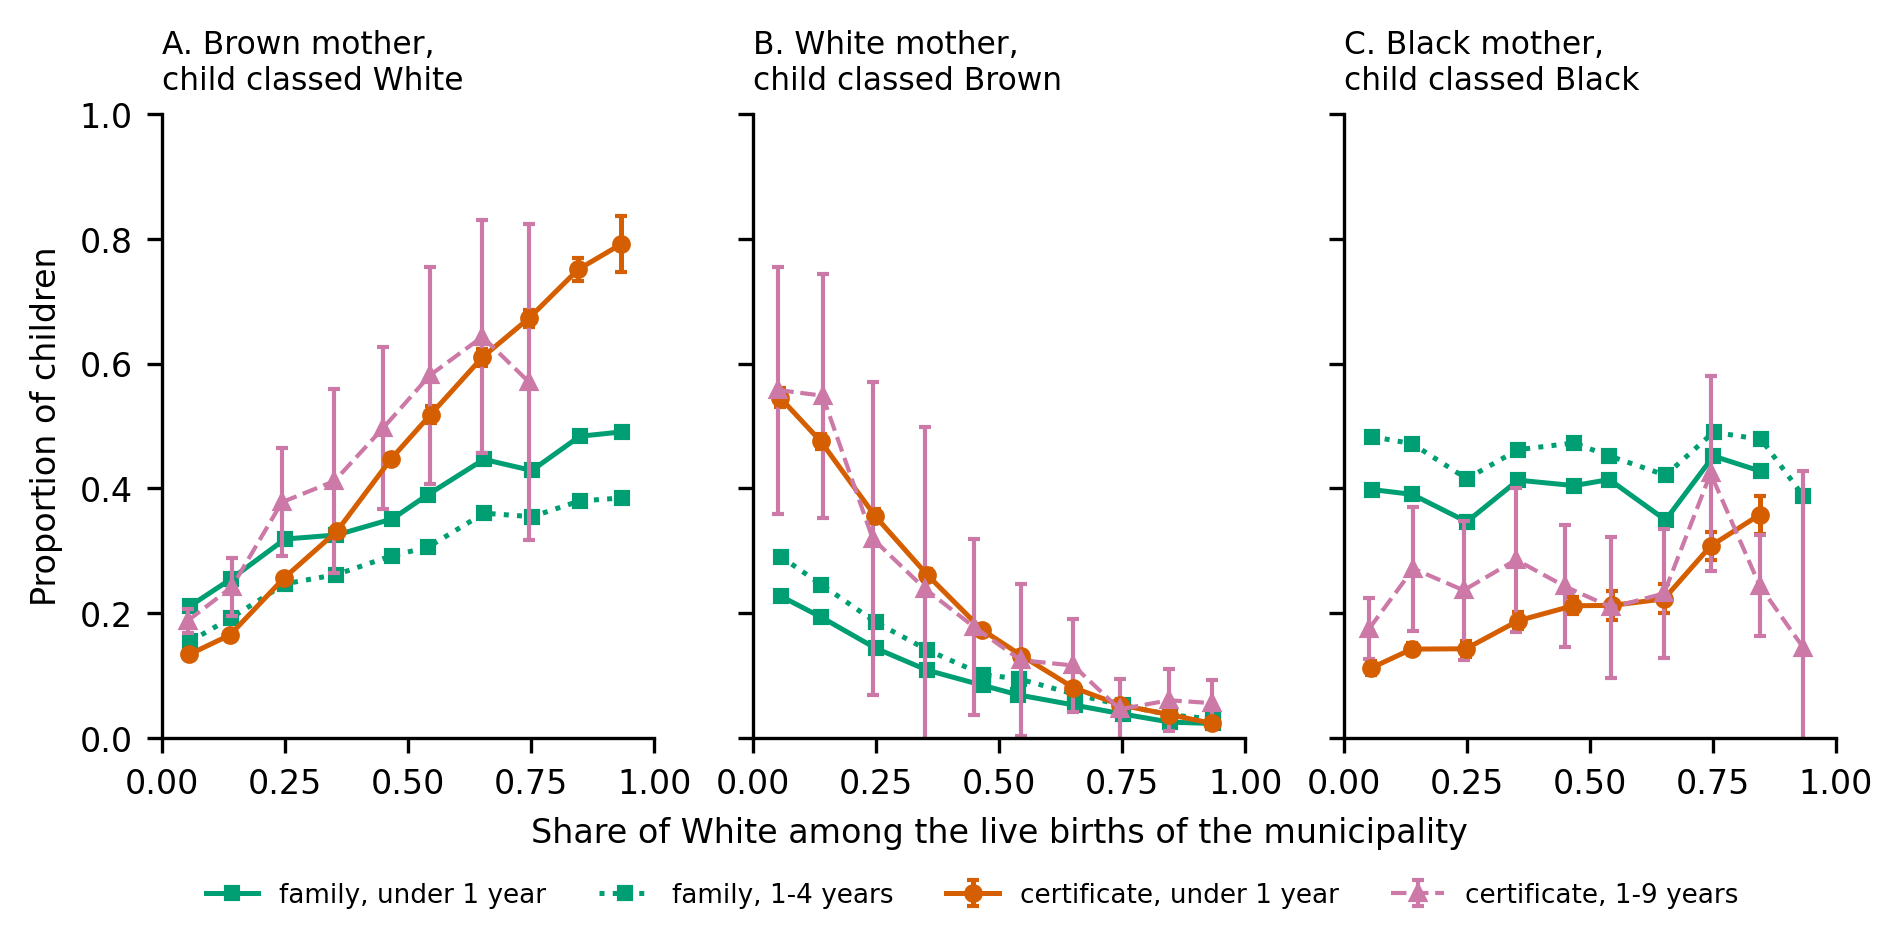 A. Brown mother,
child classed White
B. White mother,
child classed Brown
C. Black mother,
child classed Black
Proportion of children
1.0
0.8
0.6
0.4
0.2
0.0
0.00 0.25 0.50 0.75 1.00
0.00 0.25 0.50 0.75 1.00
0.00 0.25 0.50 0.75 1.00
Share of White among the live births of the municipality
family, under 1 year
family, 1-4 years
certificate, under 1 year
certificate, 1-9 years